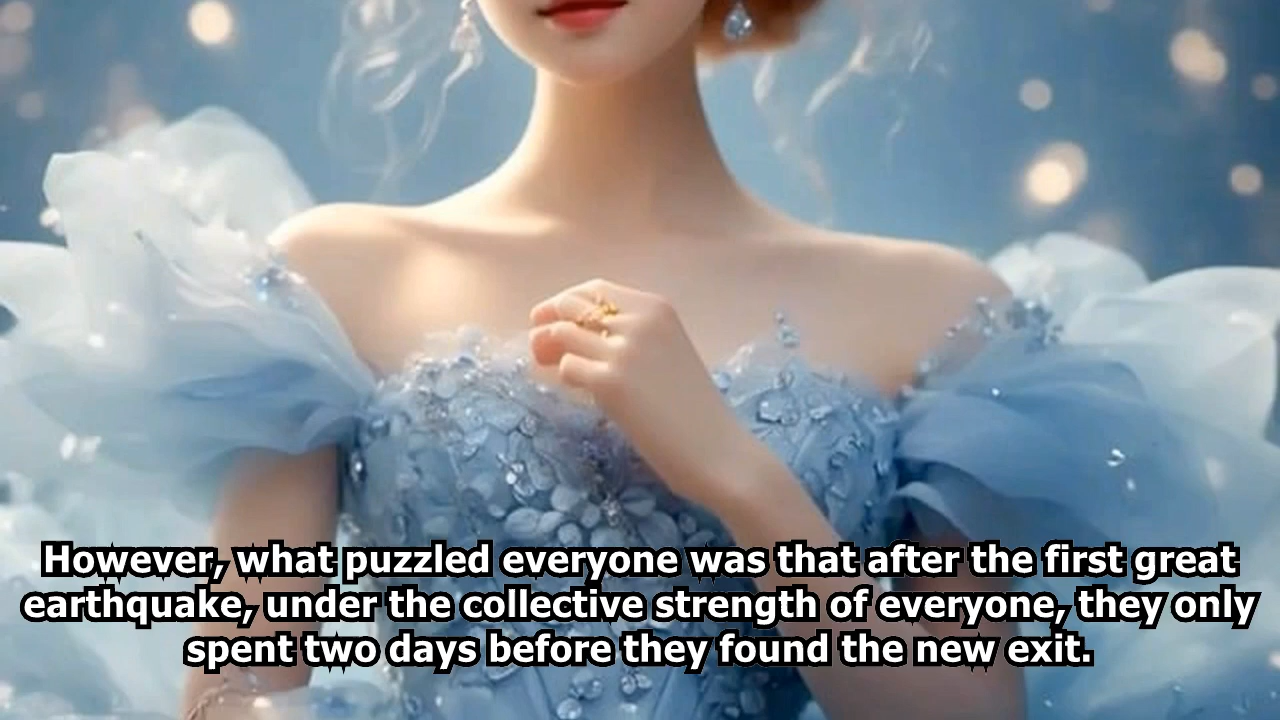 However, what puzzled everyone was that after the first great
earthquake, under the collective strength of everyone, they only
spent two days before they found the new exit.